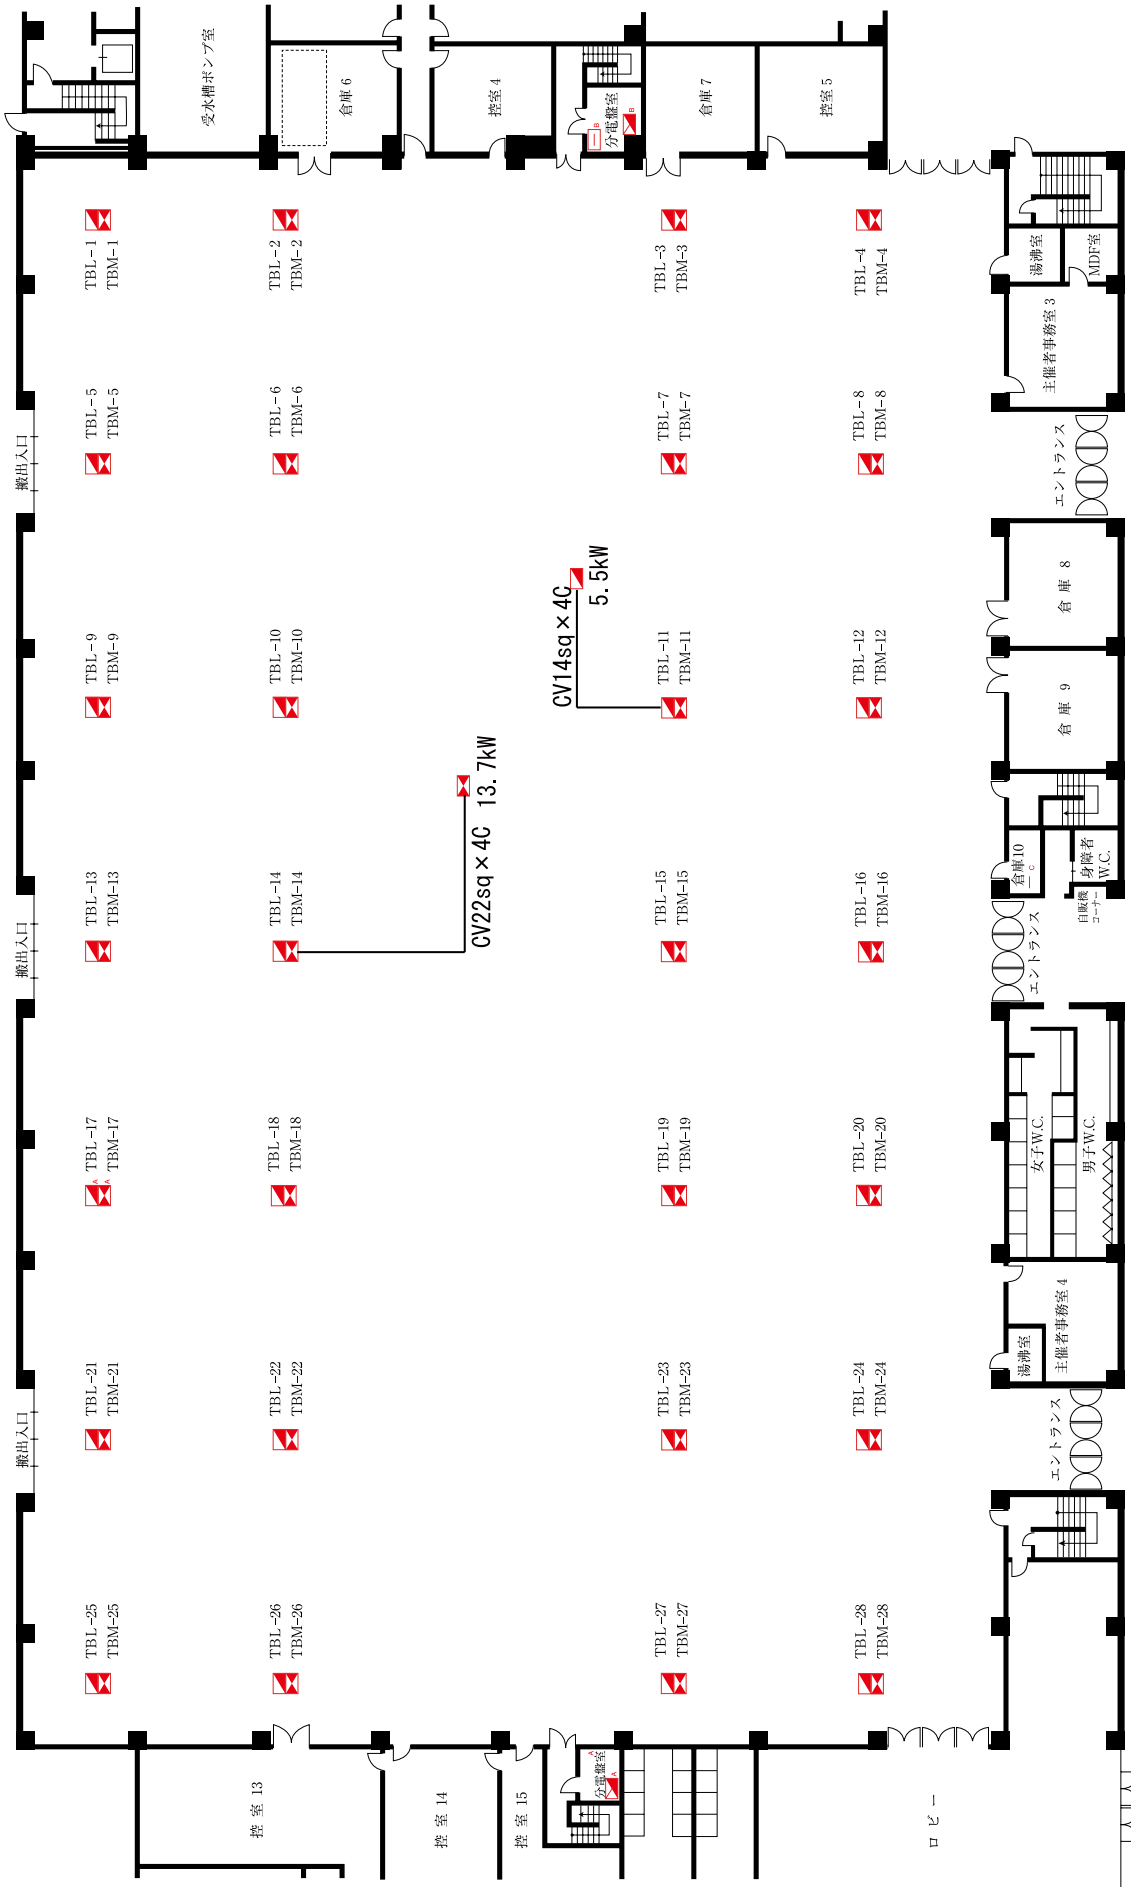 受水槽ポンプ室
倉庫 6
控室 4
分電盤室
B
B
倉庫 7
控室 5
TBL-1
TBM-1
TBL-2
TBM-2
TBL-3
TBM-3
TBL-4
TBM-4
湯沸室
MDF室
主催者事務室 3
TBL-5
TBM-5
TBL-6
TBM-6
TBL-7
TBM-7
TBL-8
TBM-8
搬出入口
エントランス
CV14sq×4C
5.5kW
倉庫 8
TBL-9
TBM-9
TBL-10
TBM-10
TBL-11
TBM-11
TBL-12
TBM-12
倉庫 9
13.7kW
CV22sq×4C
TBL-13
TBM-13
TBL-14
TBM-14
TBL-15
TBM-15
TBL-16
TBM-16
倉庫10
C
身障者
W.C.
自販機
コーナー
搬出入口
エントランス
TBL-17
TBM-17
A
A
TBL-18
TBM-18
TBL-19
TBM-19
TBL-20
TBM-20
女子W.C.
男子W.C.
主催者事務室 4
湯沸室
TBL-21
TBM-21
TBL-22
TBM-22
TBL-23
TBM-23
TBL-24
TBM-24
搬出入口
エントランス
TBL-25
TBM-25
TBL-26
TBM-26
TBL-27
TBM-27
TBL-28
TBM-28
控室 13
控室 14
控室 15
分電盤室
A
A
ロビー